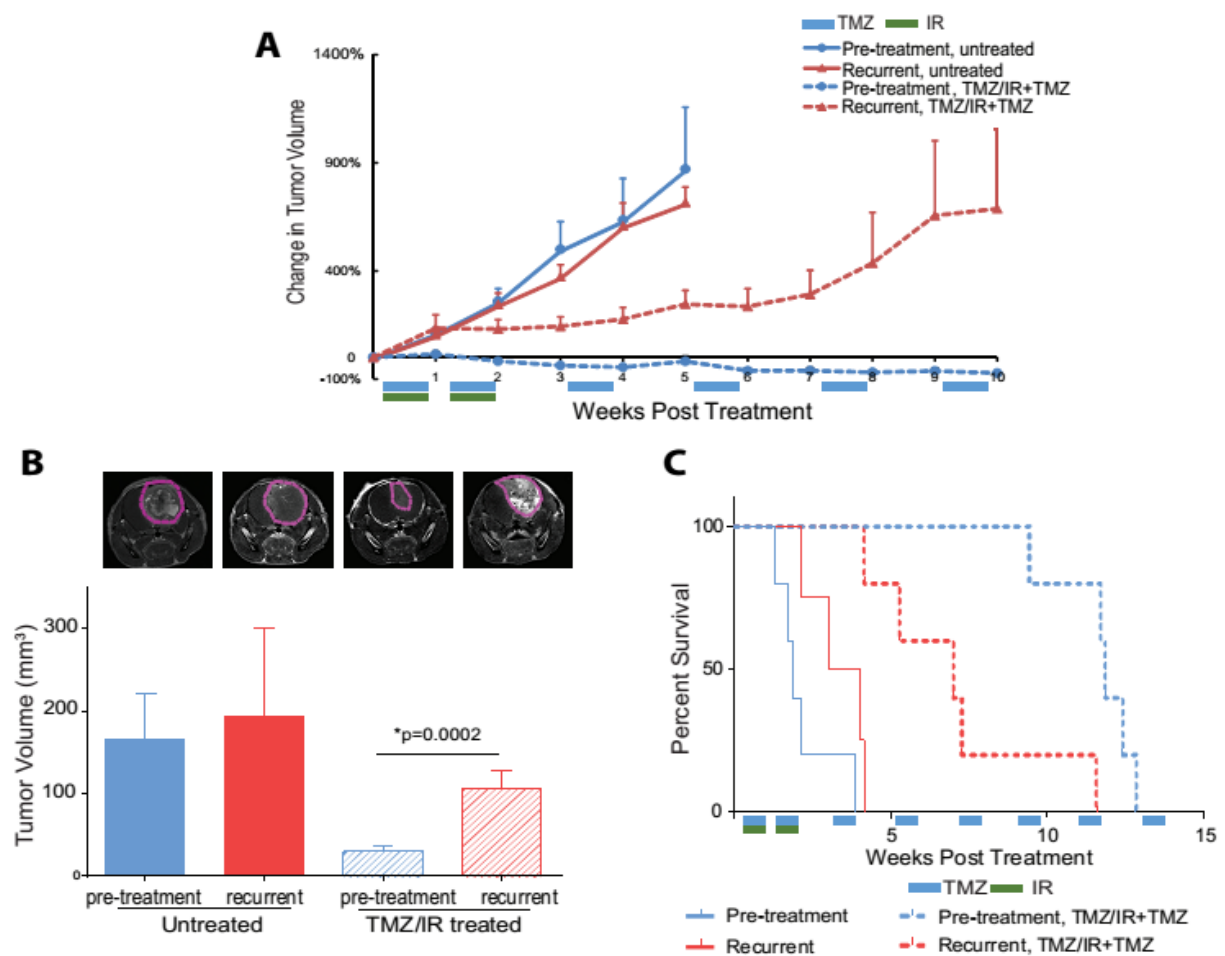 A
TMZ IR
Pre-treatment, untreated
Recurrent, untreated
Pre-treatment, TMZ/IR+TMZ
Recurrent, TMZ/IR+TMZ
1400%
900%
400%
0
-100%
Change in Tumor Volume
1 2 3 4 5 6 7 8 9 10
Weeks Post Treatment
B
300
200
100
0
Tumor Volume (mm³)
*p=0.0002
pre-treatment recurrent pre-treatment recurrent
Untreated TMZ/IR treated
C
100
50
0
Percent Survival
5 10 15
Weeks Post Treatment
TMZ IR
Pre-treatment Pre-treatment, TMZ/IR+TMZ
Recurrent Recurrent, TMZ/IR+TMZ